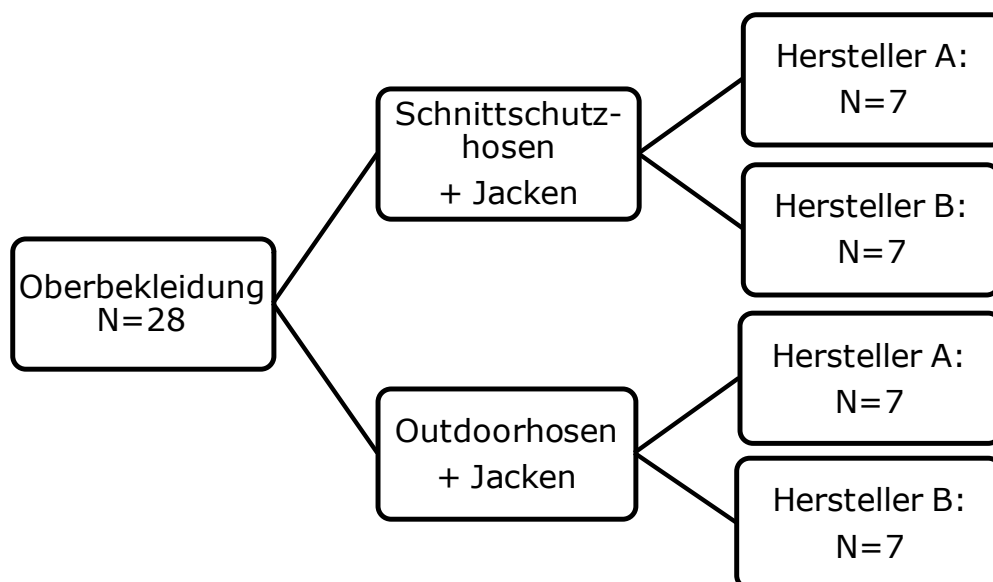 Oberbekleidung
N=28
Schnittschutz-
hosen
+ Jacken
Hersteller A:
N=7
Hersteller B:
N=7
Outdoorhosen
+ Jacken
Hersteller A:
N=7
Hersteller B:
N=7